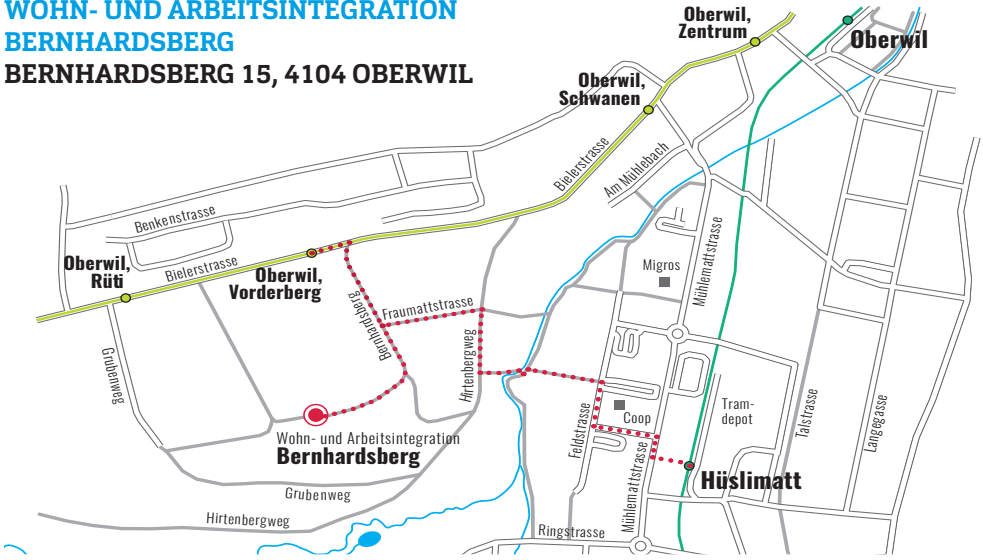 WOHN- UND ARBEITSINTEGRATION
BERNHARDSBERG
BERNHARDSBERG 15, 4104 OBERWIL
Oberwil,
Zentrum
Oberwil
Oberwil,
Schwanen
Bielerstrasse
Am Mühlebach
Benkenstrasse
Oberwil,
Rüti
Bielerstrasse
Oberwil,
Vorderberg
Migros
Mühlemattstrasse
Bernhardsberg
Fraumattstrasse
Hirtenbergweg
Grubenweg
Feldstrasse
Coop
Tram-
depot
Talstrasse
Langegasse
Wohn- und Arbeitsintegration
Bernhardsberg
Mühlemattstrasse
Hüslimatt
Grubenweg
Hirtenbergweg
Ringstrasse